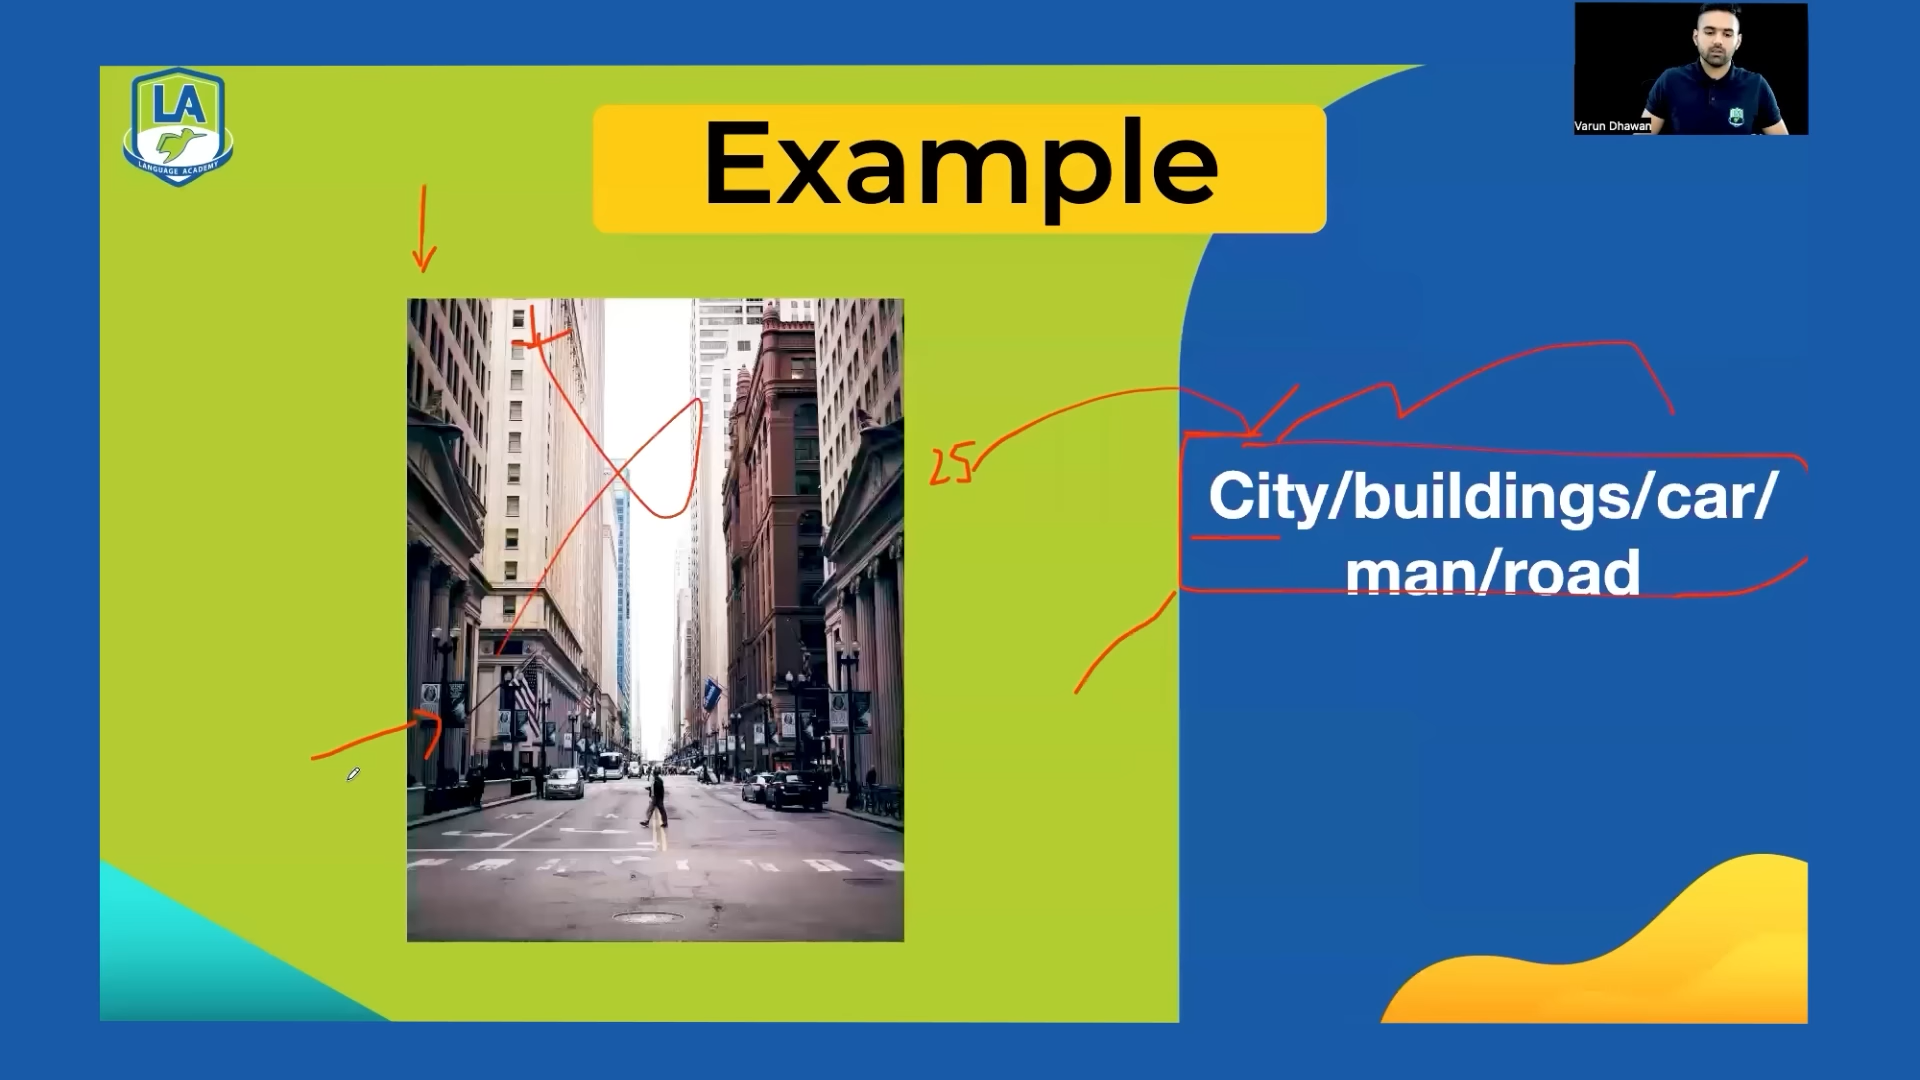 LA
LANGUAGE ACADEMY
Example
Varun Dhawan
25
City/buildings/car/
man/road